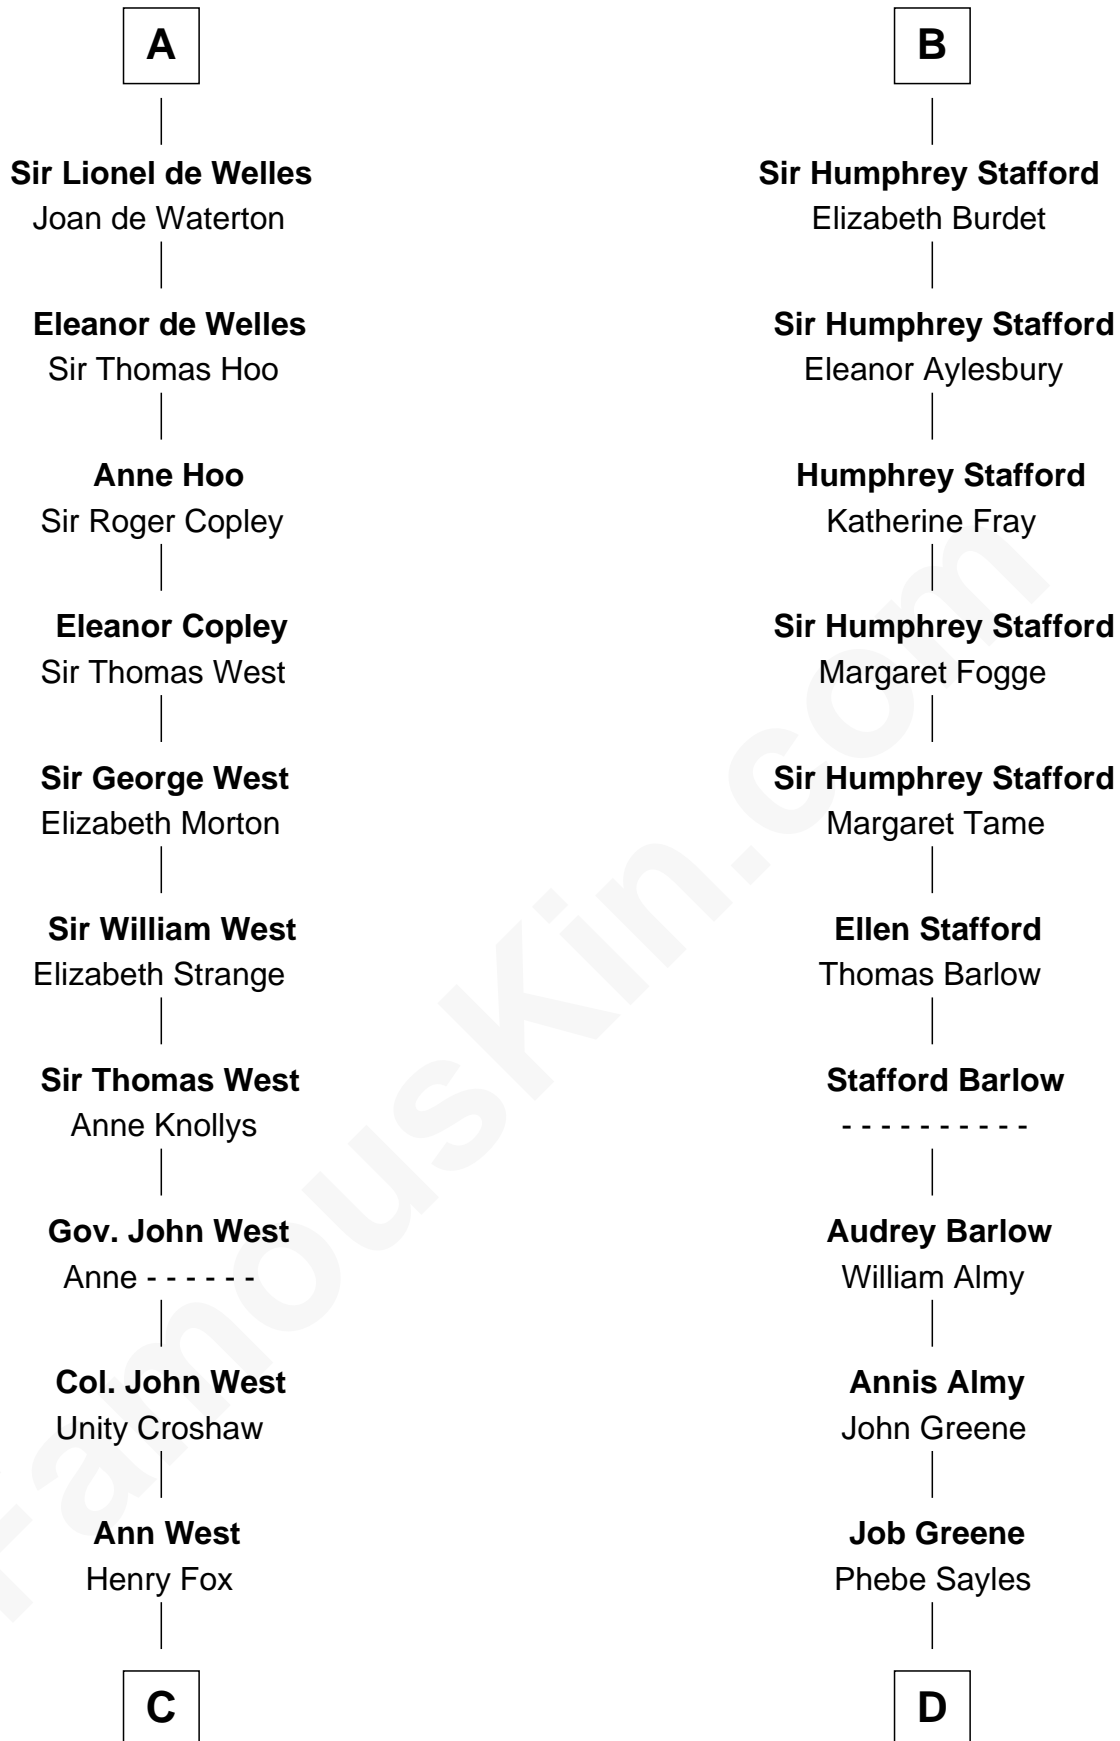 A
Sir Lionel de Welles
Joan de Waterton
Eleanor de Welles
Sir Thomas Hoo
Anne Hoo
Sir Roger Copley
Eleanor Copley
Sir Thomas West
Sir George West
Elizabeth Morton
Sir William West
Elizabeth Strange
Sir Thomas West
Anne Knollys
Gov. John West
Anne - - - - - -
Col. John West
Unity Croshaw
Ann West
Henry Fox
C
B
Sir Humphrey Stafford
Elizabeth Burdet
Sir Humphrey Stafford
Eleanor Aylesbury
Humphrey Stafford
Katherine Fray
Sir Humphrey Stafford
Margaret Fogge
Sir Humphrey Stafford
Margaret Tame
Ellen Stafford
Thomas Barlow
Stafford Barlow
- - - - - - - - - -
Audrey Barlow
William Almy
Annis Almy
John Greene
Job Greene
Phebe Sayles
D
FamousKin.com